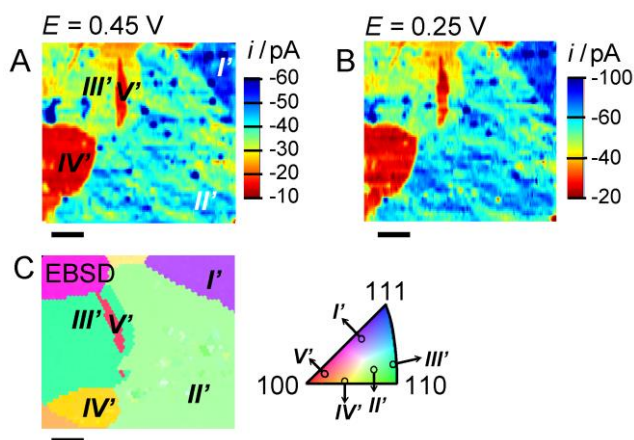 E = 0.45 V
E = 0.25 V
A
i / pA
-60
-50
-40
-30
-20
-10
I'
III'
V'
IV'
II'
B
i / pA
-100
-80
-60
-40
-20
C
EBSD
I'
III'
V'
II'
IV'
111
I'
V'
III'
100
110
IV'
II'